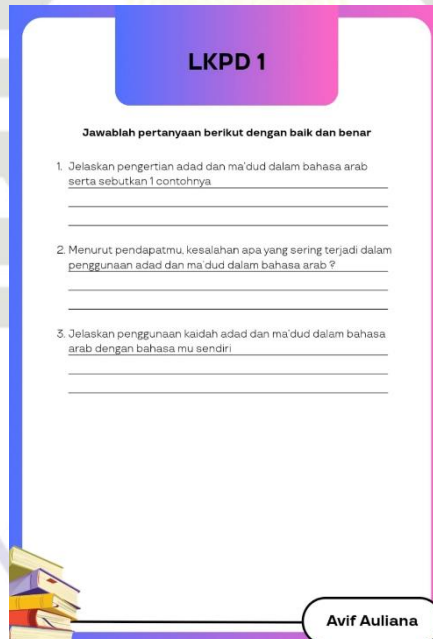 LKPD 1
Jawablah pertanyaan berikut dengan baik dan benar
1. Jelaskan pengertian adad dan ma'dud dalam bahasa arab
serta sebutkan 1 contohnya
2. Menurut pendapatmu, kesalahan apa yang sering terjadi dalam
penggunaan adad dan ma'dud dalam bahasa arab ?
3. Jelaskan penggunaan kaidah adad dan ma'dud dalam bahasa
arab dengan bahasa mu sendiri
Avif Auliana